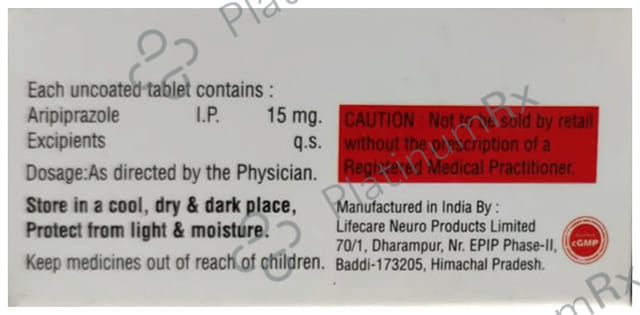 Each uncoated tablet contains :
Aripiprazole I.P. 15 mg.
Excipients q.s.
Dosage:As directed by the Physician.
Store in a cool, dry & dark place,
Protect from light & moisture.
Keep medicines out of reach of children.
CAUTION : Not to be sold by retail
without the prescription of a
Registered Medical Practitioner.
Manufactured in India By :
Lifecare Neuro Products Limited
70/1, Dharampur, Nr. EPIP Phase-II,
Baddi-173205, Himachal Pradesh.
cGMP
PlatinumRx
PlatinumRx